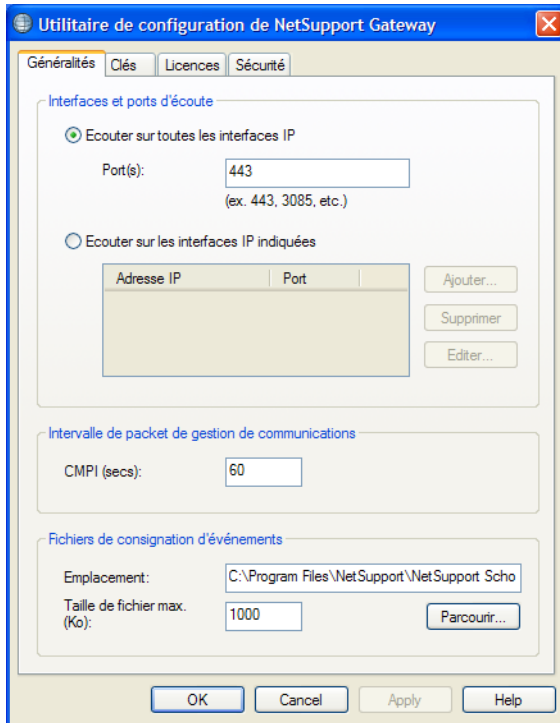 Utilitaire de configuration de NetSupport Gateway
Généralités Clés Licences Sécurité
Interfaces et ports d'écoute
Ecouter sur toutes les interfaces IP
Port(s): 443
(ex. 443, 3085, etc.)
Ecouter sur les interfaces IP indiquées
Adresse IP Port
Ajouter...
Supprimer
Editer...
Intervalle de packet de gestion de communications
CMPI (secs): 60
Fichiers de consignation d'événements
Emplacement: C:\Program Files\NetSupport\NetSupport Scho
Taille de fichier max.
(Ko): 1000 Parcourir...
OK Cancel Apply Help